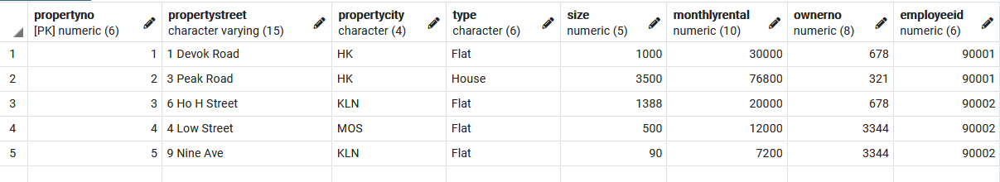 propertyno propertystreet propertycity type size monthlyrental ownerno employeeid
[PK] numeric (6) character varying (15) character (4) character (6) numeric (5) numeric (10) numeric (8) numeric (6)
1 1 1 Devok Road HK Flat 1000 30000 678 90001
2 2 3 Peak Road HK House 3500 76800 321 90001
3 3 6 Ho H Street KLN Flat 1388 20000 678 90002
4 4 4 Low Street MOS Flat 500 12000 3344 90002
5 5 9 Nine Ave KLN Flat 90 7200 3344 90002